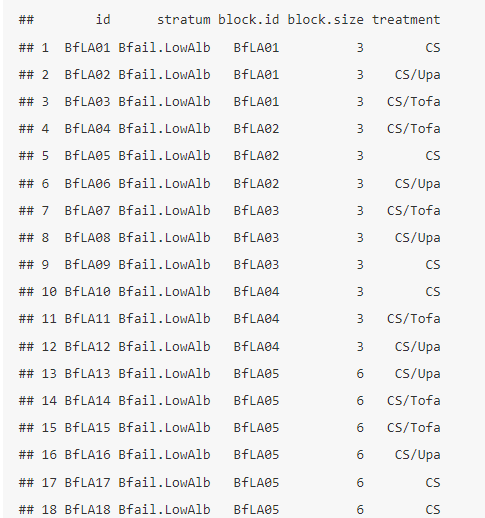 ## id stratum block.id block.size treatment
## 1 BfLA01 Bfail.LowAlb BfLA01 3 CS
## 2 BfLA02 Bfail.LowAlb BfLA01 3 CS/Upa
## 3 BfLA03 Bfail.LowAlb BfLA01 3 CS/Tofa
## 4 BfLA04 Bfail.LowAlb BfLA02 3 CS/Tofa
## 5 BfLA05 Bfail.LowAlb BfLA02 3 CS
## 6 BfLA06 Bfail.LowAlb BfLA02 3 CS/Upa
## 7 BfLA07 Bfail.LowAlb BfLA03 3 CS/Tofa
## 8 BfLA08 Bfail.LowAlb BfLA03 3 CS/Upa
## 9 BfLA09 Bfail.LowAlb BfLA03 3 CS
## 10 BfLA10 Bfail.LowAlb BfLA04 3 CS
## 11 BfLA11 Bfail.LowAlb BfLA04 3 CS/Tofa
## 12 BfLA12 Bfail.LowAlb BfLA04 3 CS/Upa
## 13 BfLA13 Bfail.LowAlb BfLA05 6 CS/Upa
## 14 BfLA14 Bfail.LowAlb BfLA05 6 CS/Tofa
## 15 BfLA15 Bfail.LowAlb BfLA05 6 CS/Tofa
## 16 BfLA16 Bfail.LowAlb BfLA05 6 CS/Upa
## 17 BfLA17 Bfail.LowAlb BfLA05 6 CS
## 18 BfLA18 Bfail.LowAlb BfLA05 6 CS